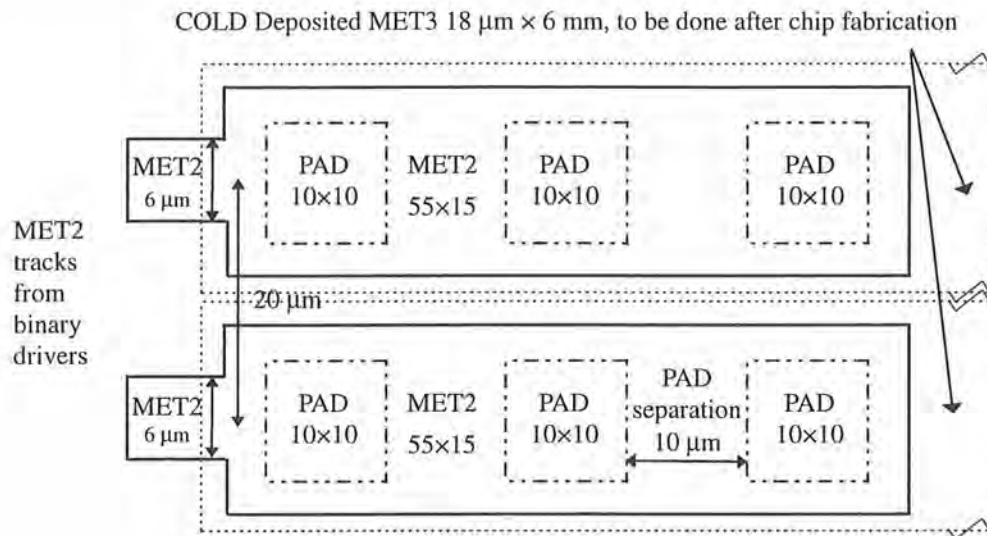 COLD Deposited MET3 18 μm × 6 mm, to be done after chip fabrication
MET2
6 μm
PAD
10×10
MET2
55×15
PAD
10×10
PAD
10×10
MET2
tracks
from
binary
drivers
20 μm
MET2
6 μm
PAD
10×10
MET2
55×15
PAD
10×10
PAD
separation
10 μm
PAD
10×10